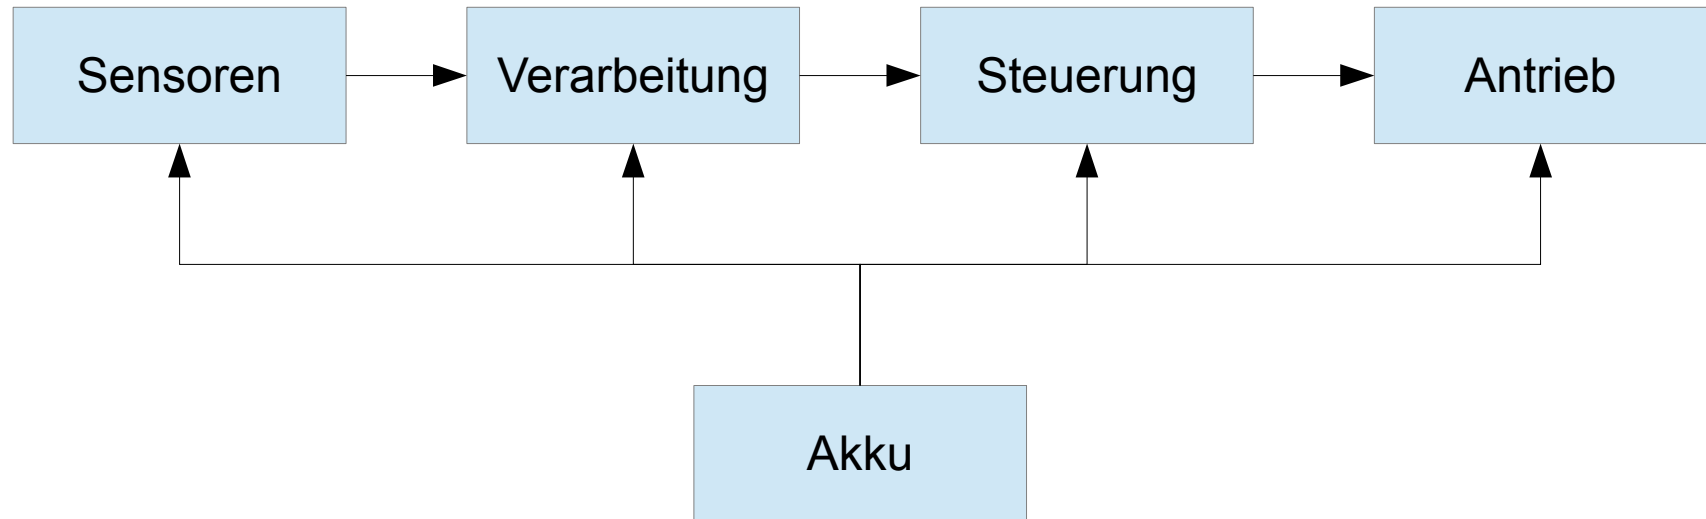 Sensoren
Verarbeitung
Steuerung
Antrieb
Akku